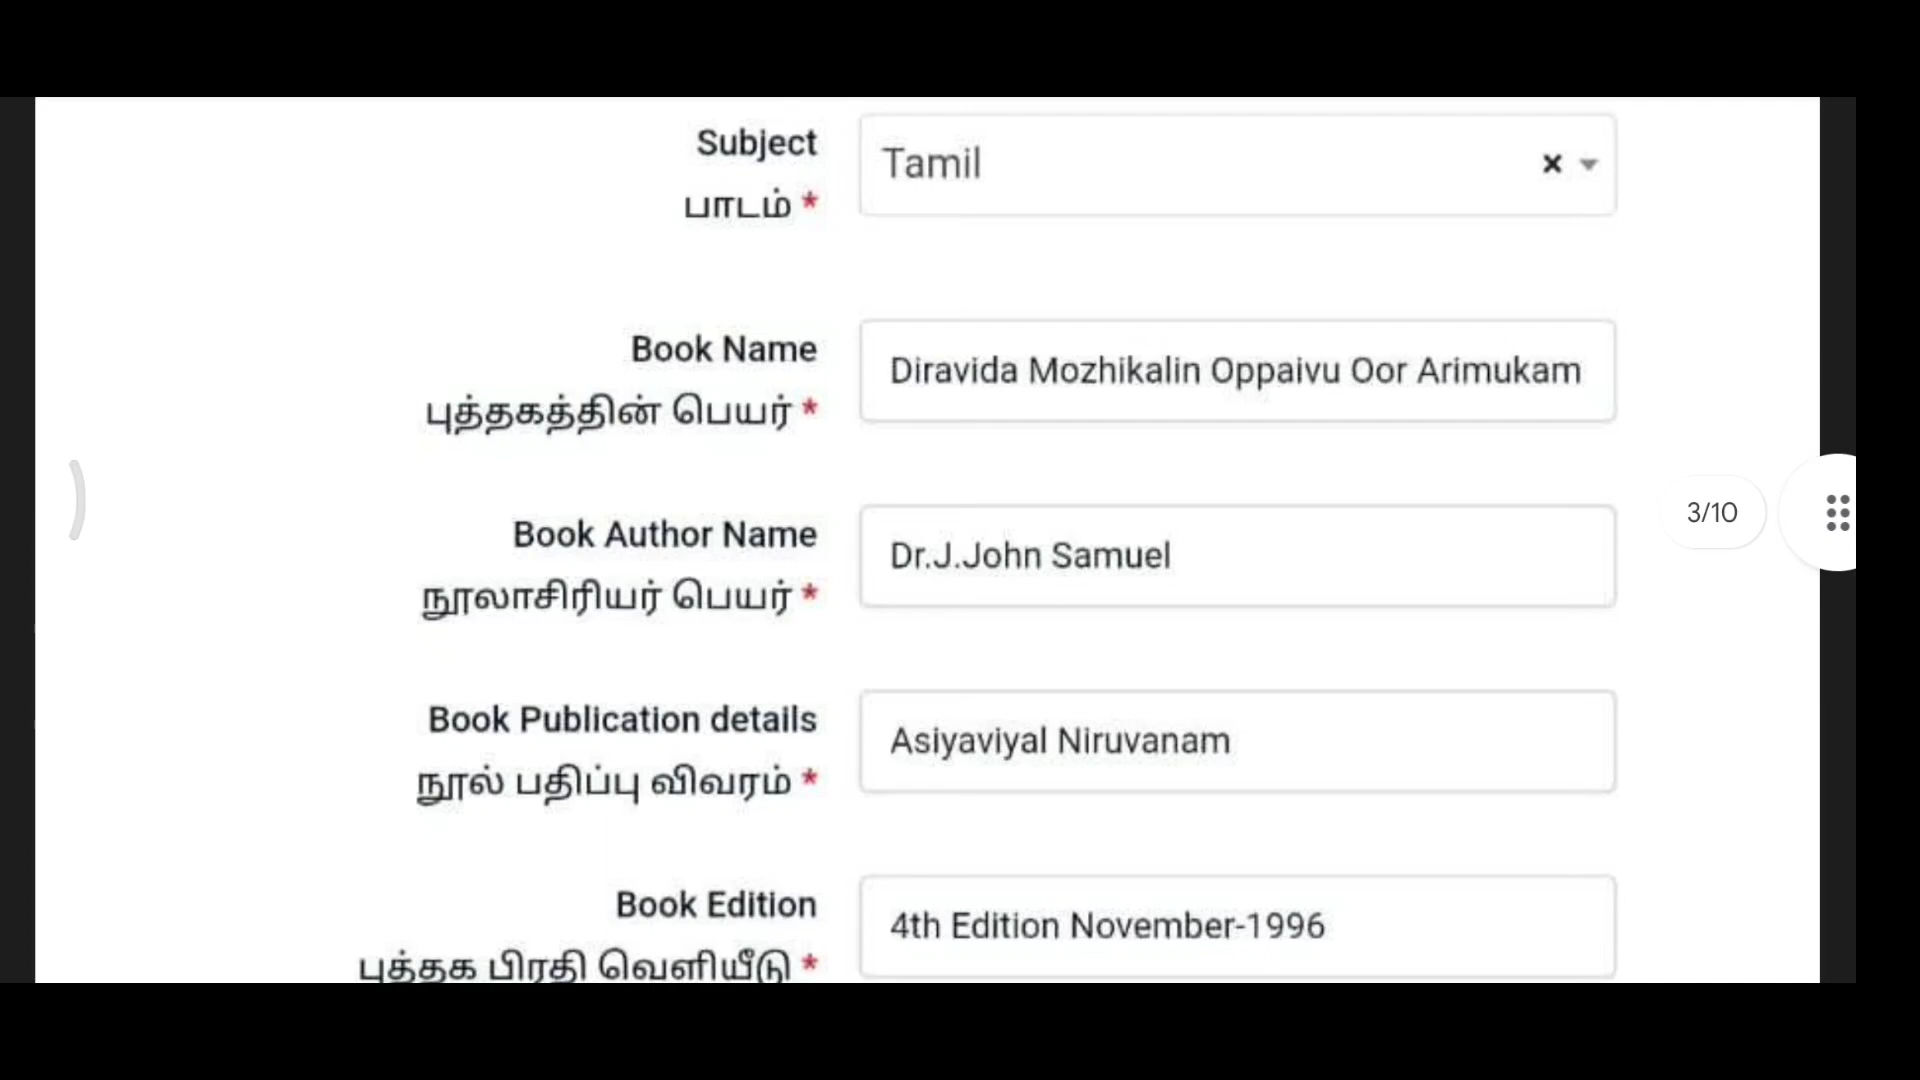 Subject
பாடம் *
Tamil
Book Name
புத்தகத்தின் பெயர் *
Diravida Mozhikalin Oppaivu Oor Arimukam
Book Author Name
நூலாசிரியர் பெயர் *
Dr.J.John Samuel
3/10
Book Publication details
நூல் பதிப்பு விவரம் *
Asiyaviyal Niruvanam
Book Edition
புத்தக பிரதி வெளியீடு *
4th Edition November-1996